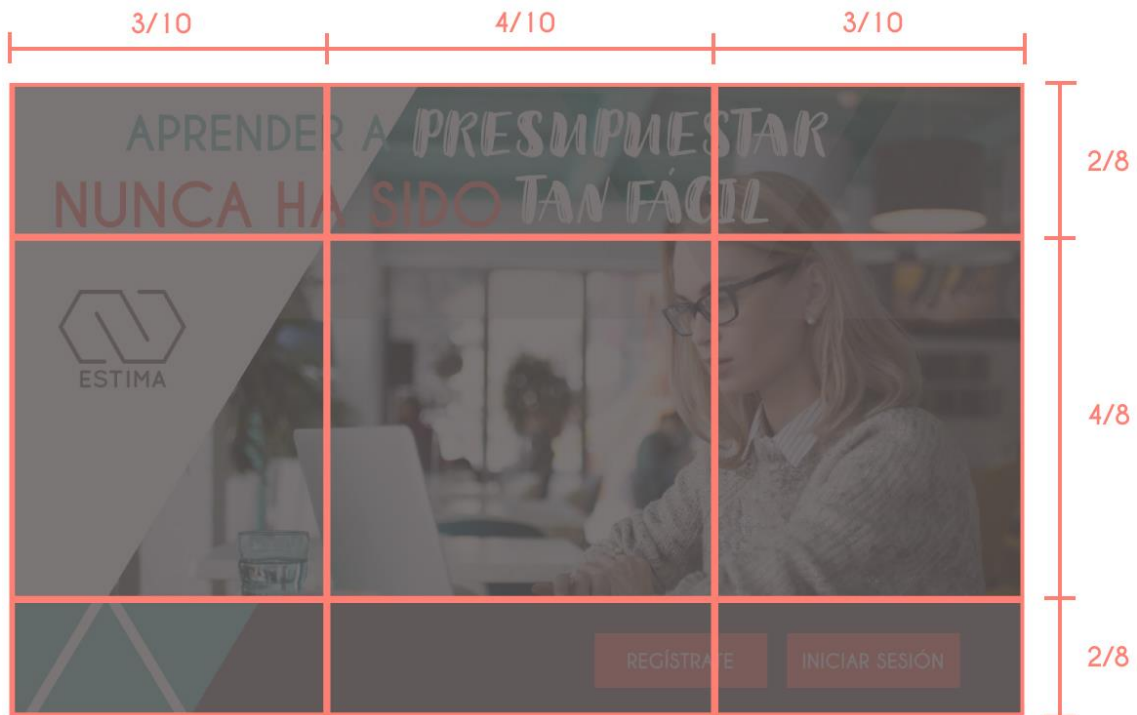 3/10 4/10 3/10
APRENDER A PRESUPUESTAR
NUNCA HA SIDO TAN FÁCIL
2/8
ESTIMA
4/8
REGÍSTRATE INICIAR SESIÓN
2/8